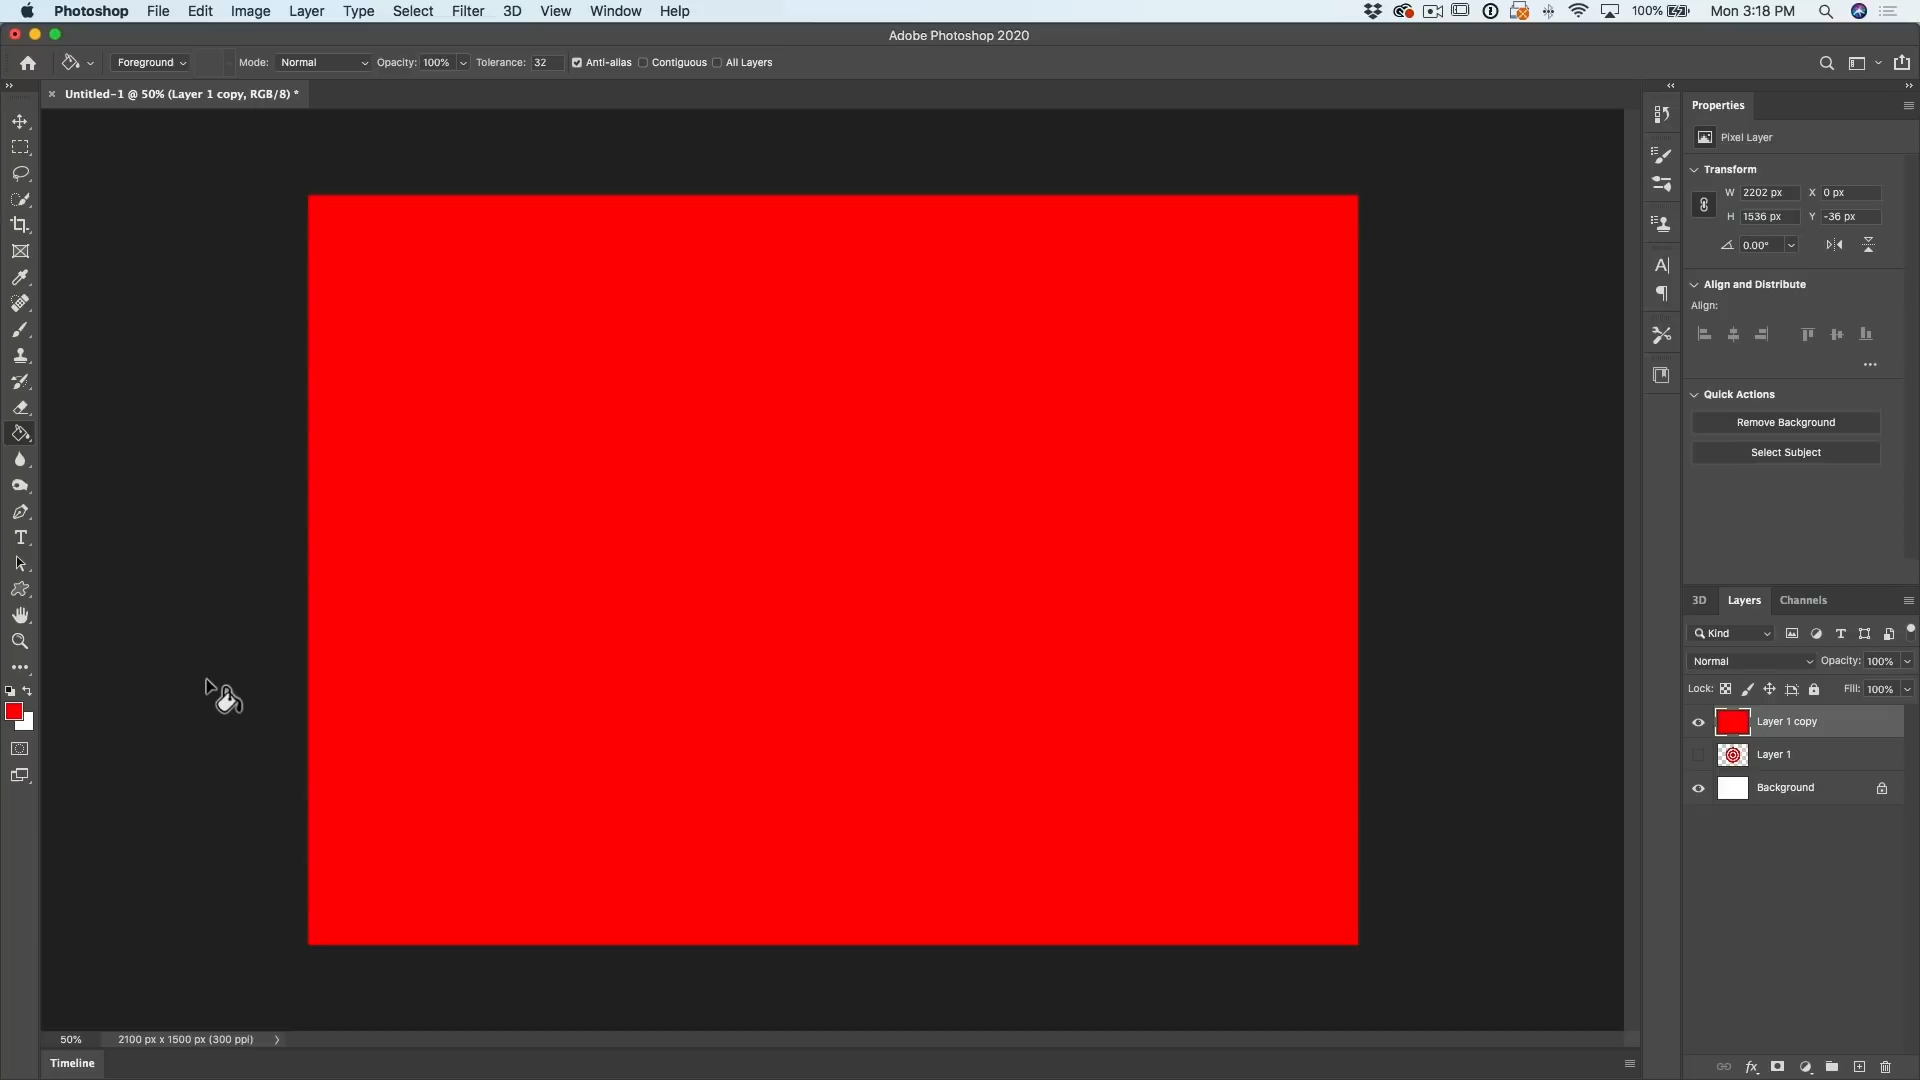 Photoshop File Edit Image Layer Type Select Filter 3D View Window Help 100% Mon 3:18 PM
Adobe Photoshop 2020
Foreground Mode: Normal Opacity: 100% Tolerance: 32 Anti-alias Contiguous All Layers
Untitled-1 @ 50% (Layer 1 copy, RGB/8) *
Properties
Pixel Layer
Transform
W 2202 px X 0 px
H 1536 px Y -36 px
0.00°
Align and Distribute
Align:
Quick Actions
Remove Background
Select Subject
3D Layers Channels
Kind
Normal Opacity: 100%
Lock: Fill: 100%
Layer 1 copy
Layer 1
Background
50% 2100 px x 1500 px (300 ppi)
Timeline